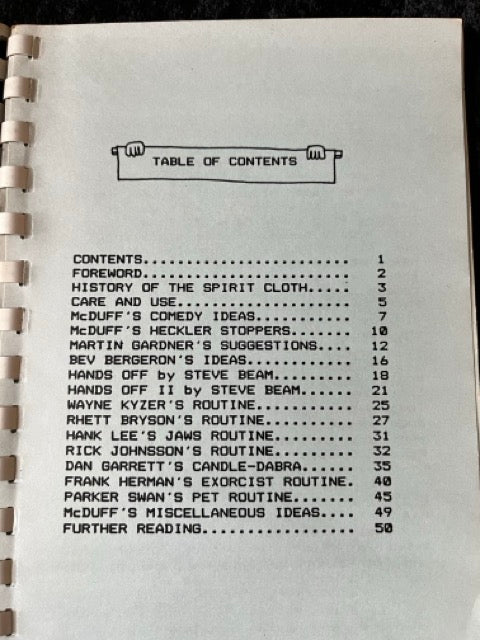 TABLE OF CONTENTS
CONTENTS........................ 1
FOREWORD........................ 2
HISTORY OF THE SPIRIT CLOTH..... 3
CARE AND USE.................... 5
McDUFF'S COMEDY IDEAS........... 7
McDUFF'S HECKLER STOPPERS....... 10
MARTIN GARDNER'S SUGGESTIONS.... 12
BEV BERGERON'S IDEAS............ 16
HANDS OFF by STEVE BEAM......... 18
HANDS OFF II by STEVE BEAM...... 21
WAYNE KYZER'S ROUTINE........... 25
RHETT BRYSON'S ROUTINE.......... 27
HANK LEE'S JAWS ROUTINE......... 31
RICK JOHNSSON'S ROUTINE......... 32
DAN GARRETT'S CANDLE-DABRA...... 35
FRANK HERMAN'S EXORCIST ROUTINE. 40
PARKER SWAN'S PET ROUTINE....... 45
McDUFF'S MISCELLANEOUS IDEAS.... 49
FURTHER READING................. 50